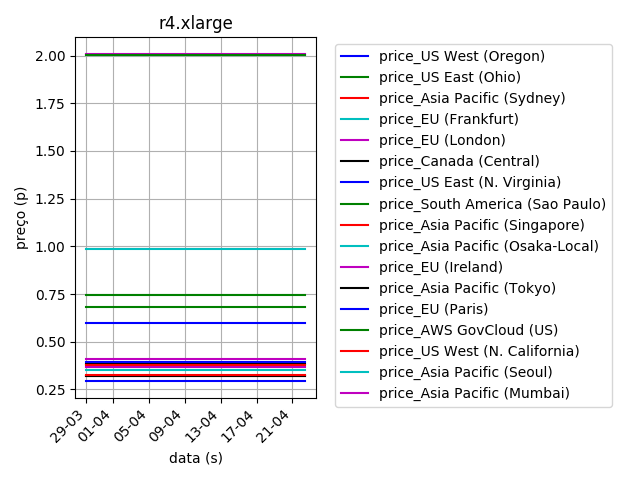 r4.xlarge
2.00
1.75
1.50
1.25
1.00
0.75
0.50
0.25
preço (p)
29-03
01-04
05-04
09-04
13-04
17-04
21-04
data (s)
price_US West (Oregon)
price_US East (Ohio)
price_Asia Pacific (Sydney)
price_EU (Frankfurt)
price_EU (London)
price_Canada (Central)
price_US East (N. Virginia)
price_South America (Sao Paulo)
price_Asia Pacific (Singapore)
price_Asia Pacific (Osaka-Local)
price_EU (Ireland)
price_Asia Pacific (Tokyo)
price_EU (Paris)
price_AWS GovCloud (US)
price_US West (N. California)
price_Asia Pacific (Seoul)
price_Asia Pacific (Mumbai)